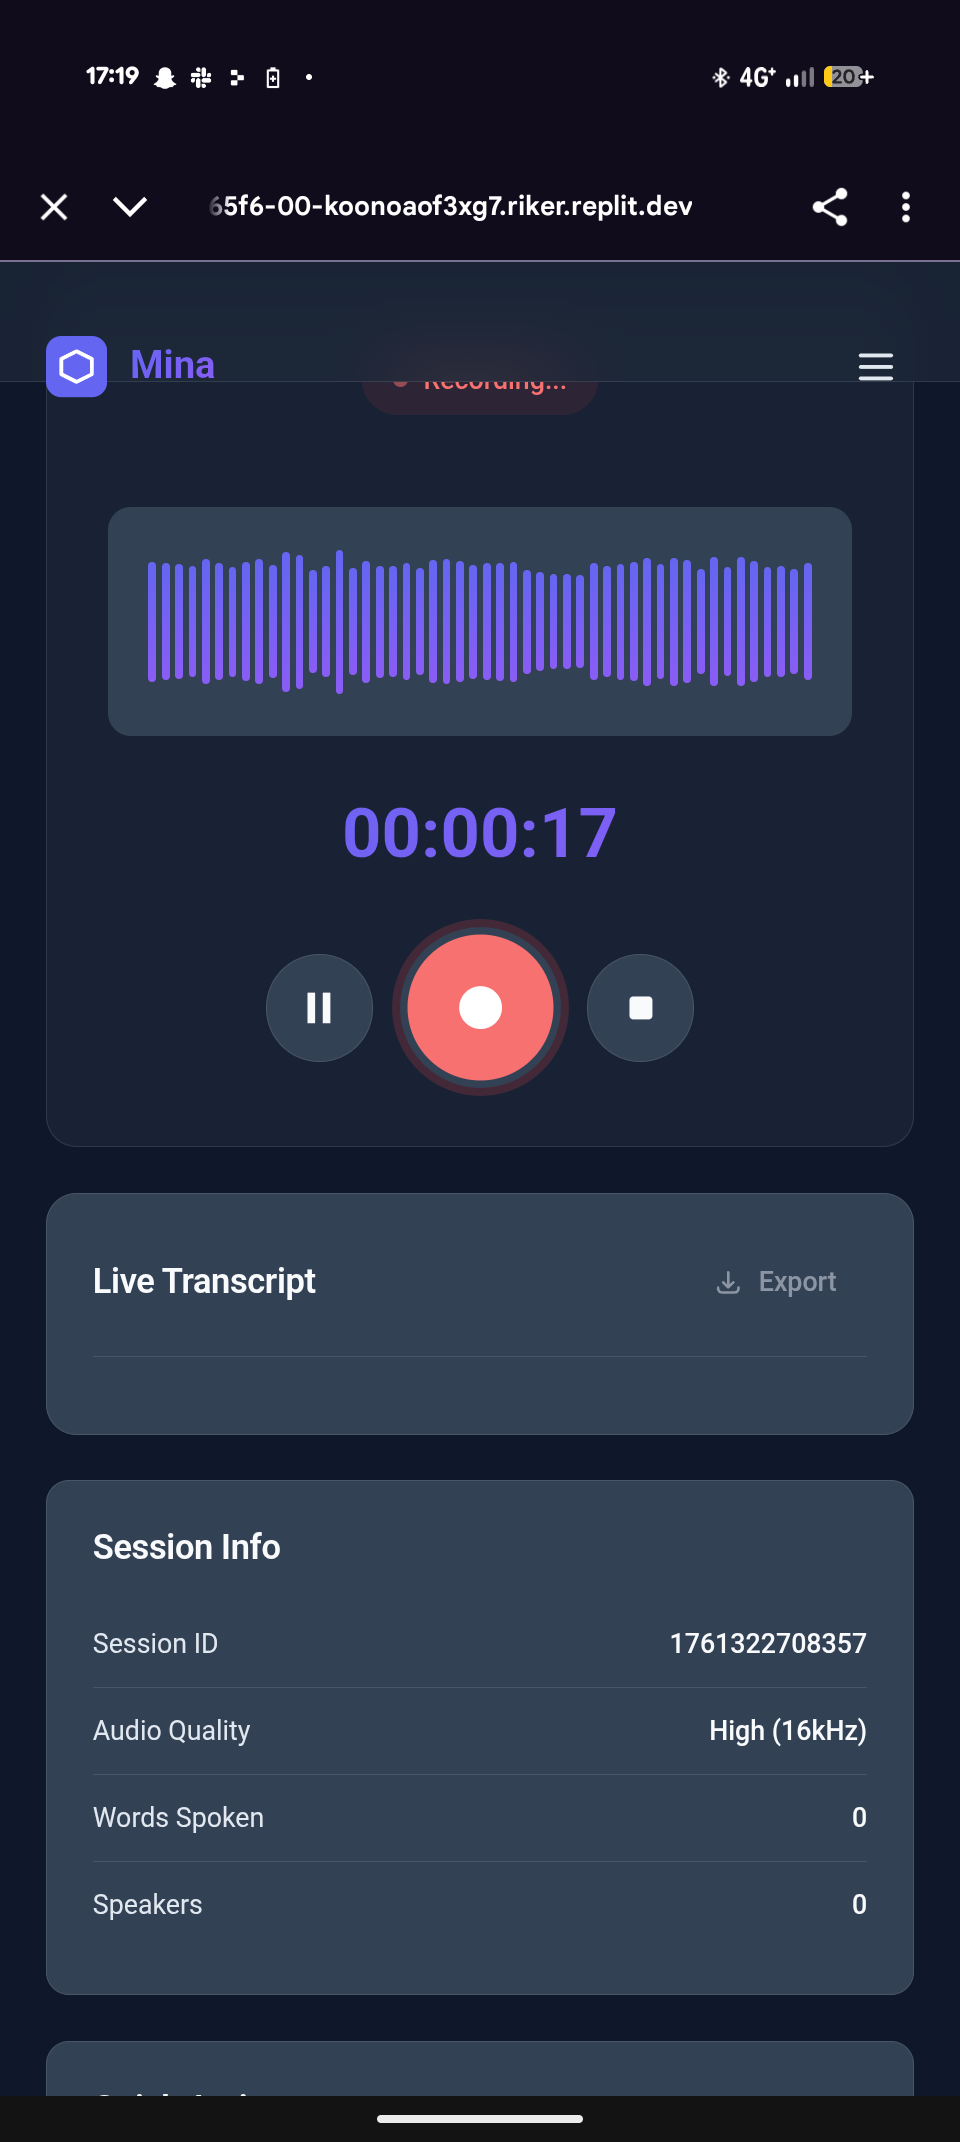 17:19
4G+
20
65f6-00-koonoaof3xg7.riker.replit.dev
Mina
Recording...
00:00:17
Live Transcript
Export
Session Info
Session ID 1761322708357
Audio Quality High (16kHz)
Words Spoken 0
Speakers 0